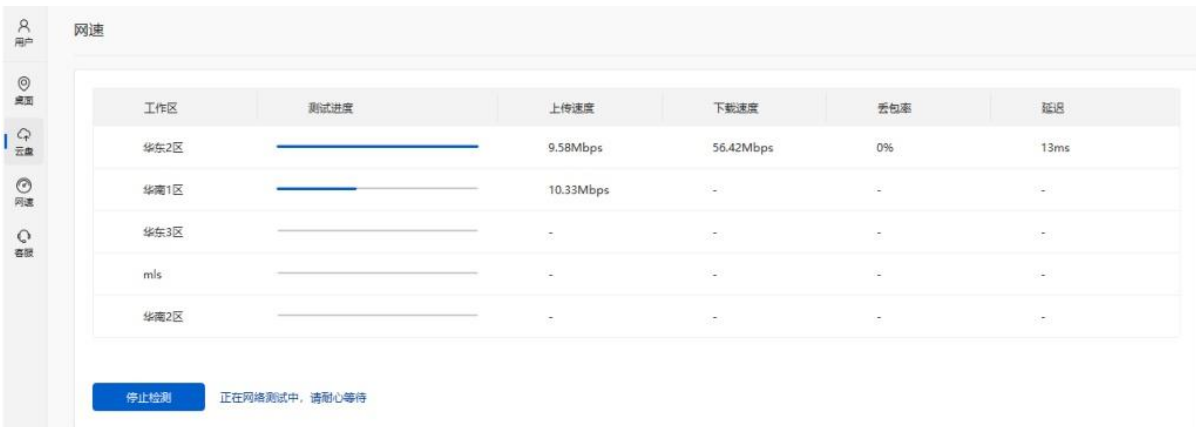 用户
桌面
云盘
网速
客服
网速
工作区 测试进度 上传速度 下载速度 丢包率 延迟
华东2区 9.58Mbps 56.42Mbps 0% 13ms
华南1区 10.33Mbps - - -
华东3区 - - - -
mls - - - -
华南2区 - - - -
停止检测 正在网络测试中，请耐心等待